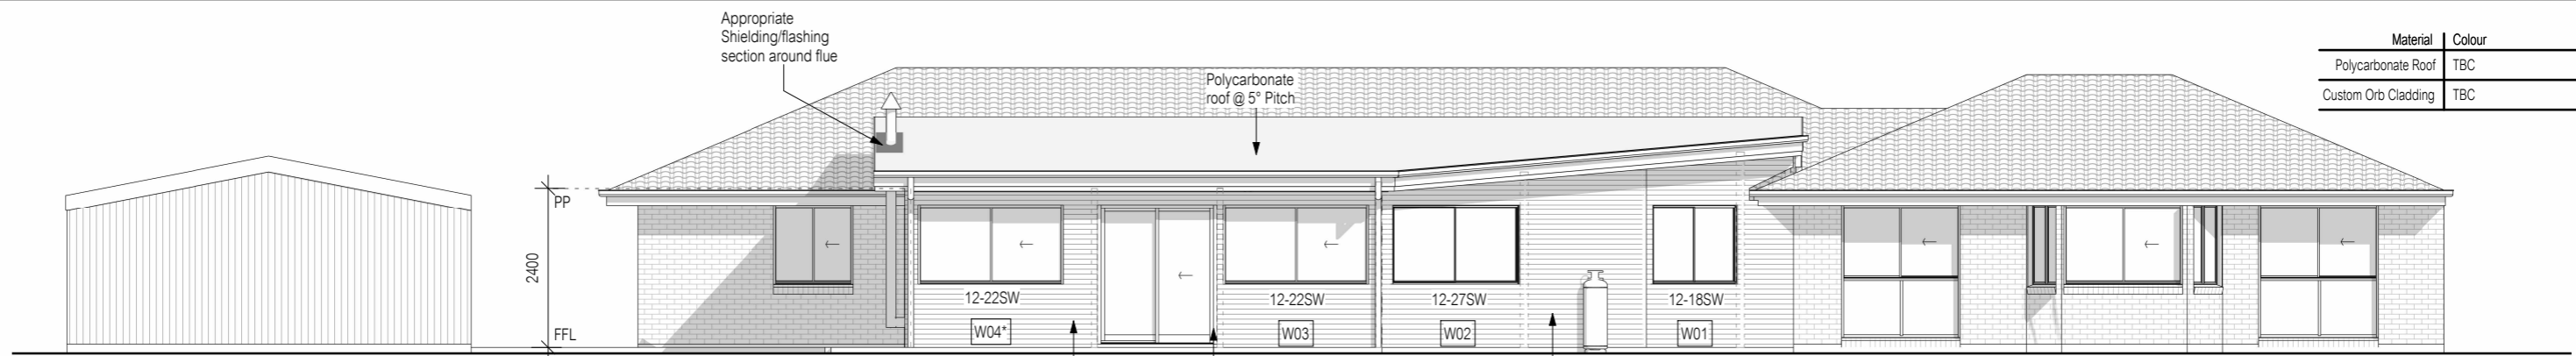 Appropriate
Shielding/flashing
section around flue
Polycarbonate
roof @ 5° Pitch
Material Colour
Polycarbonate Roof TBC
Custom Orb Cladding TBC
PP
2400
FFL
12-22SW
W04*
12-22SW
W03
12-27SW
W02
12-18SW
W01